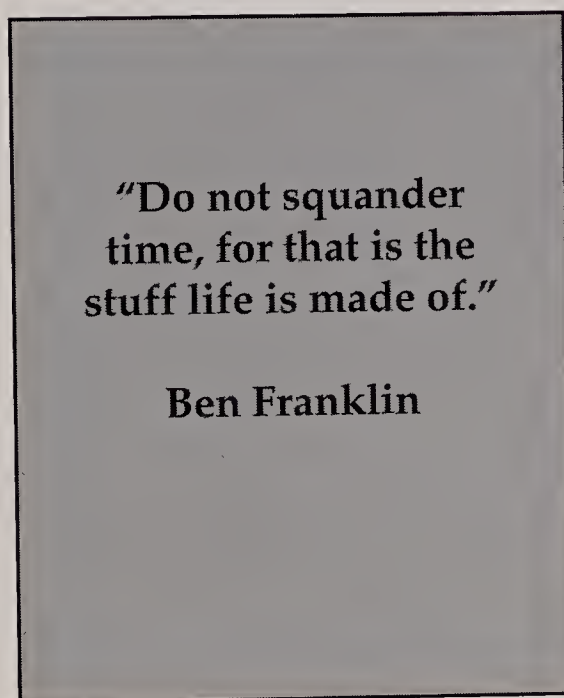 “Do not squander
time, for that is the
stuff life is made of.”
Ben Franklin